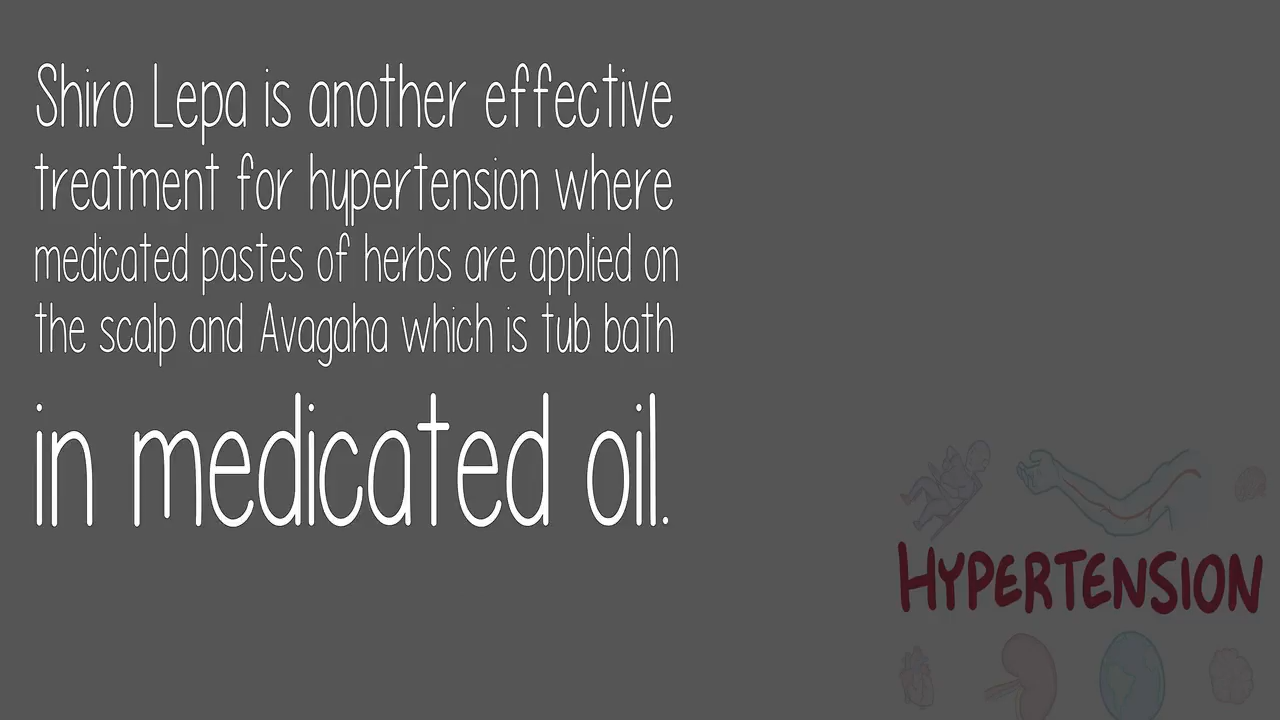 Shiro Lepa is another effective
treatment for hypertension where
medicated pastes of herbs are applied on
the scalp and Avagaha which is tub bath
in medicated oil.
HYPERTENSION